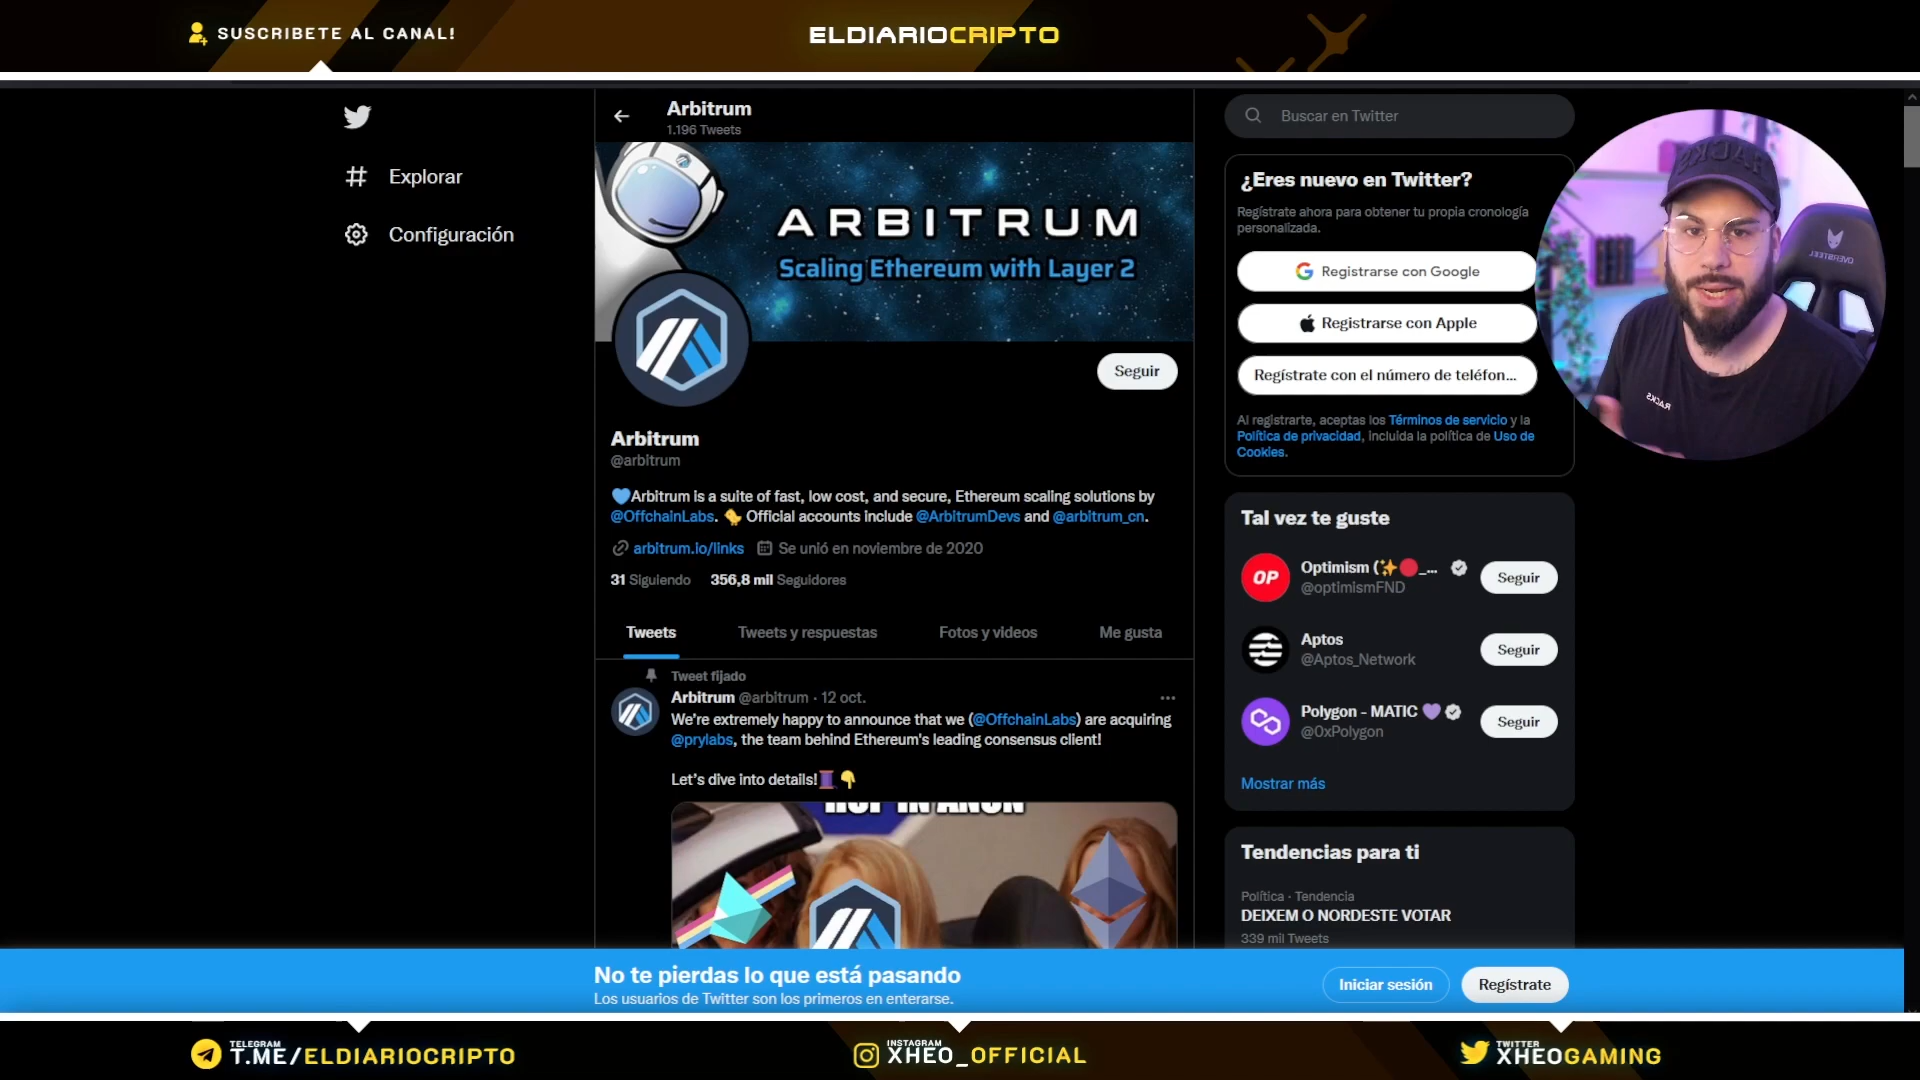 SUSCRIBETE AL CANAL!
ELDIARIOCRIPTO
Arbitrum
1.196 Tweets
Explorar
Configuración
ARBITRUM
Scaling Ethereum with Layer 2
Seguir
Arbitrum
@arbitrum
💙Arbitrum is a suite of fast, low cost, and secure, Ethereum scaling solutions by
@OffchainLabs. 🐤 Official accounts include @ArbitrumDevs and @arbitrum_cn.
arbitrum.io/links Se unió en noviembre de 2020
31 Siguiendo 356,8 mil Seguidores
Tweets Tweets y respuestas Fotos y videos Me gusta
Tweet fijado
Arbitrum @arbitrum · 12 oct.
We're extremely happy to announce that we (@OffchainLabs) are acquiring
@prylabs, the team behind Ethereum's leading consensus client!
Let's dive into details!🧵👇
HOP IN ANON
Buscar en Twitter
¿Eres nuevo en Twitter?
Regístrate ahora para obtener tu propia cronología
personalizada.
Registrarse con Google
Registrarse con Apple
Regístrate con el número de teléfon...
Al registrarte, aceptas los Términos de servicio y la
Política de privacidad, incluida la política de Uso de
Cookies.
RACKS
OVERSTEEL
RACKS
Tal vez te guste
OP
Optimism (✨🔴_...
@optimismFND
Seguir
Aptos
@Aptos_Network
Seguir
Polygon - MATIC 💜
@0xPolygon
Seguir
Mostrar más
Tendencias para ti
Política · Tendencia
DEIXEM O NORDESTE VOTAR
339 mil Tweets
No te pierdas lo que está pasando
Los usuarios de Twitter son los primeros en enterarse.
Iniciar sesión
Regístrate
TELEGRAM
T.ME/ELDIARIOCRIPTO
INSTAGRAM
XHEO_OFFICIAL
TWITTER
XHEOGAMING